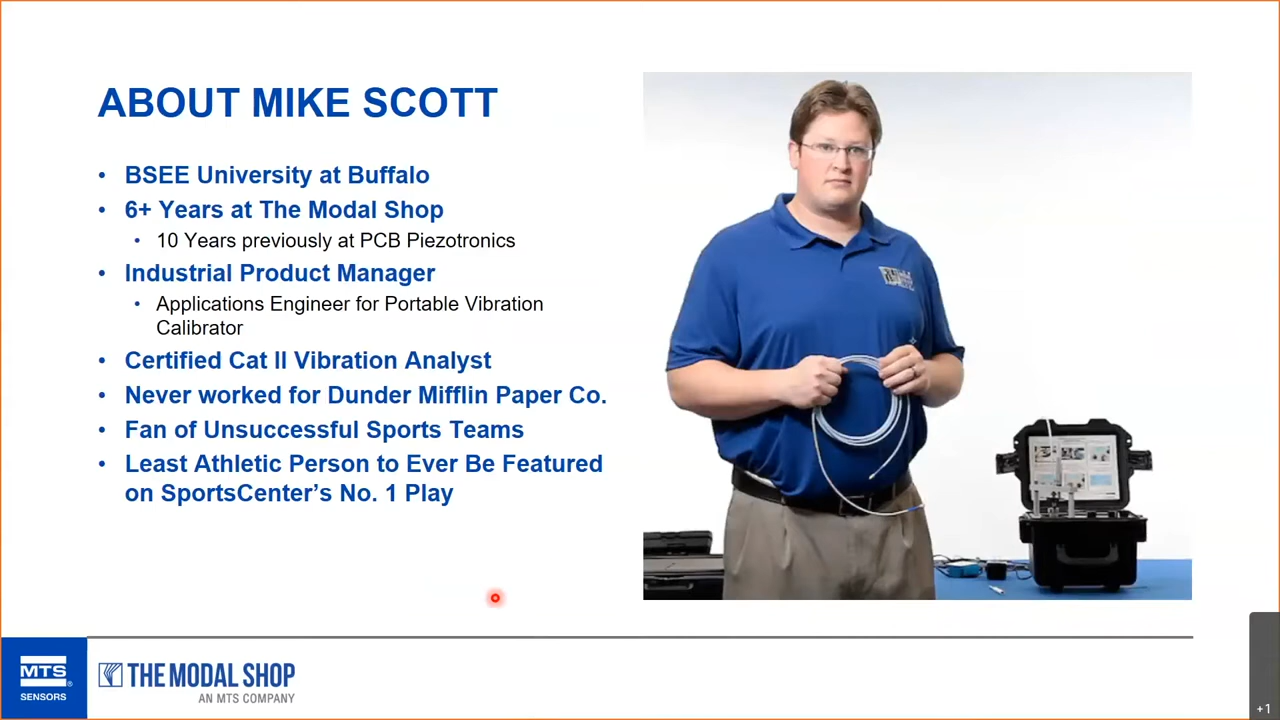 ABOUT MIKE SCOTT
• BSEE University at Buffalo
• 6+ Years at The Modal Shop
• 10 Years previously at PCB Piezotronics
• Industrial Product Manager
• Applications Engineer for Portable Vibration
Calibrator
• Certified Cat II Vibration Analyst
• Never worked for Dunder Mifflin Paper Co.
• Fan of Unsuccessful Sports Teams
• Least Athletic Person to Ever Be Featured
on SportsCenter’s No. 1 Play
MTS®
SENSORS
THE MODAL SHOP
AN MTS COMPANY
+1